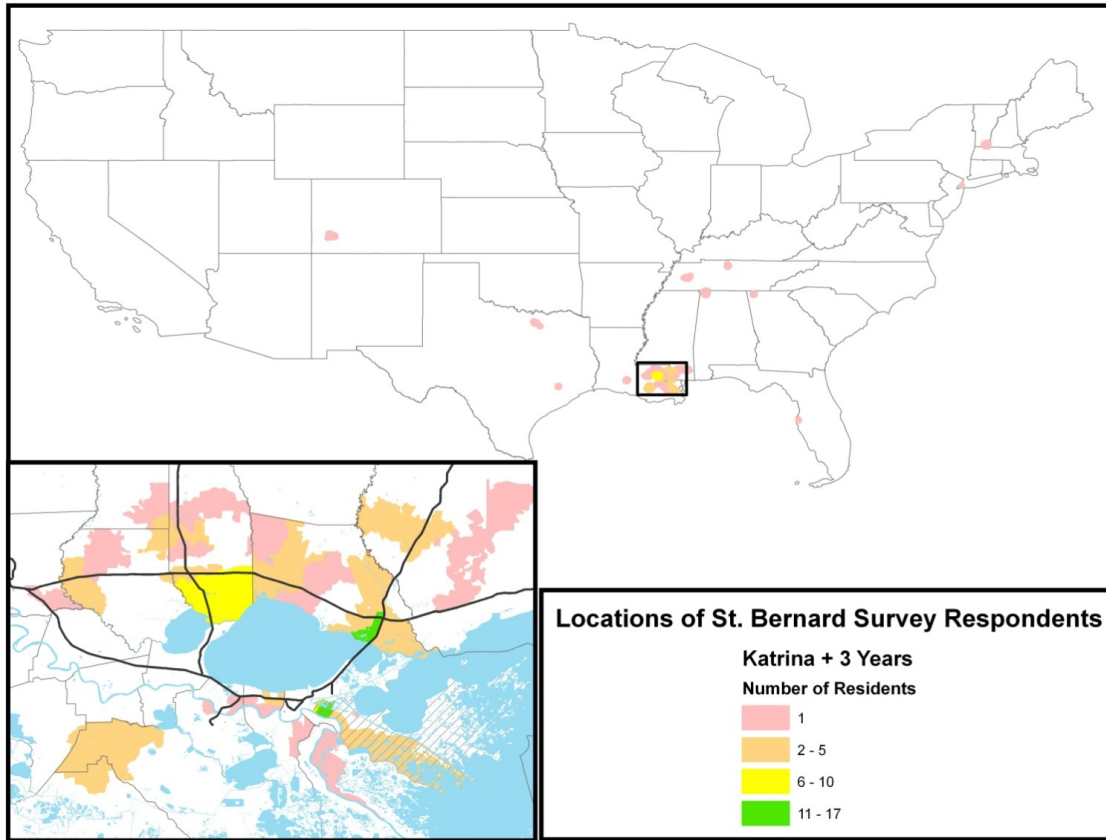 Locations of St. Bernard Survey Respondents
Katrina + 3 Years
Number of Residents
1
2 - 5
6 - 10
11 - 17